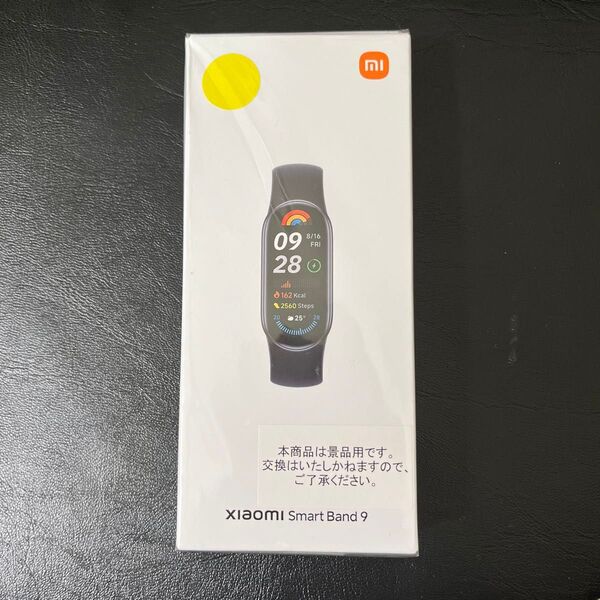 mi
09
8/16
FRI
28
162 Kcal
2560 Steps
20 25° 28
本商品は景品用です。
交換はいたしかねますので、
ご了承ください。
xiaomi Smart Band 9